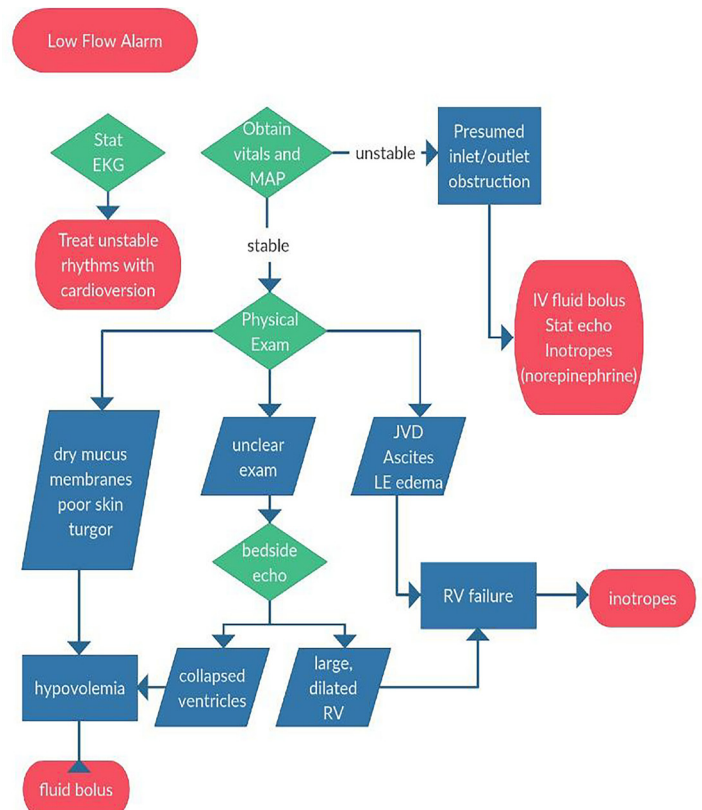 Low Flow Alarm
Stat
EKG
Obtain
vitals and
MAP
unstable
Presumed
inlet/outlet
obstruction
Treat unstable
rhythms with
cardioversion
stable
IV fluid bolus
Stat echo
Inotropes
(norepinephrine)
Physical
Exam
dry mucus
membranes
poor skin
turgor
unclear
exam
JVD
Ascites
LE edema
bedside
echo
RV failure
inotropes
hypovolemia
collapsed
ventricles
large,
dilated
RV
fluid bolus